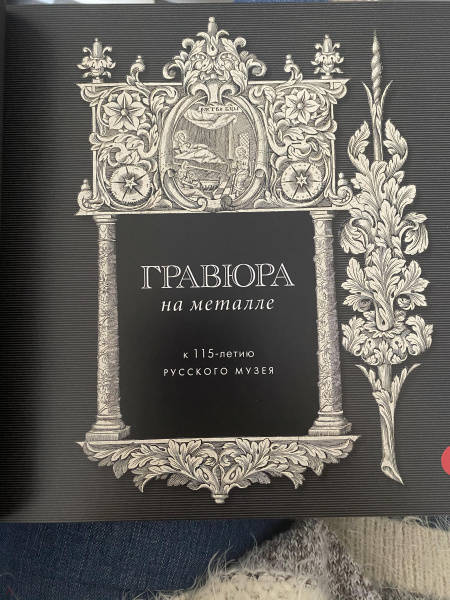 ГРАВЮРА
на металле
к 115-летию
РУССКОГО МУЗЕЯ